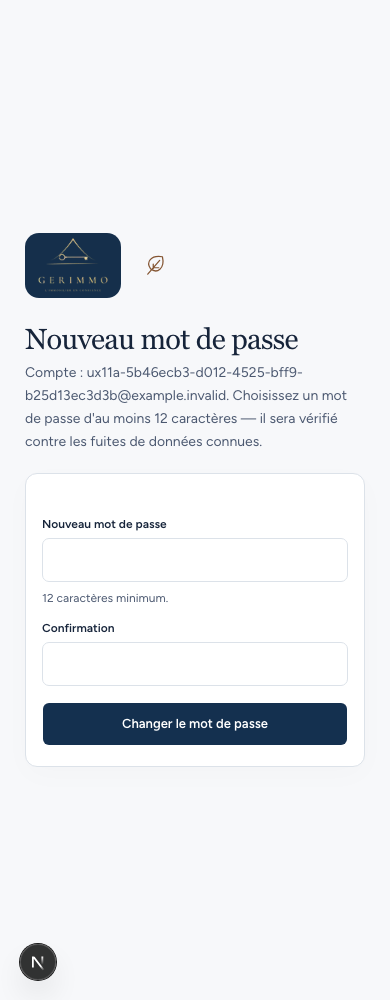 GERIMMO
Nouveau mot de passe
Compte : ux11a-5b46ecb3-d012-4525-bff9-
b25d13ec3d3b@example.invalid. Choisissez un mot
de passe d'au moins 12 caractères — il sera vérifié
contre les fuites de données connues.
Nouveau mot de passe
12 caractères minimum.
Confirmation
Changer le mot de passe
N